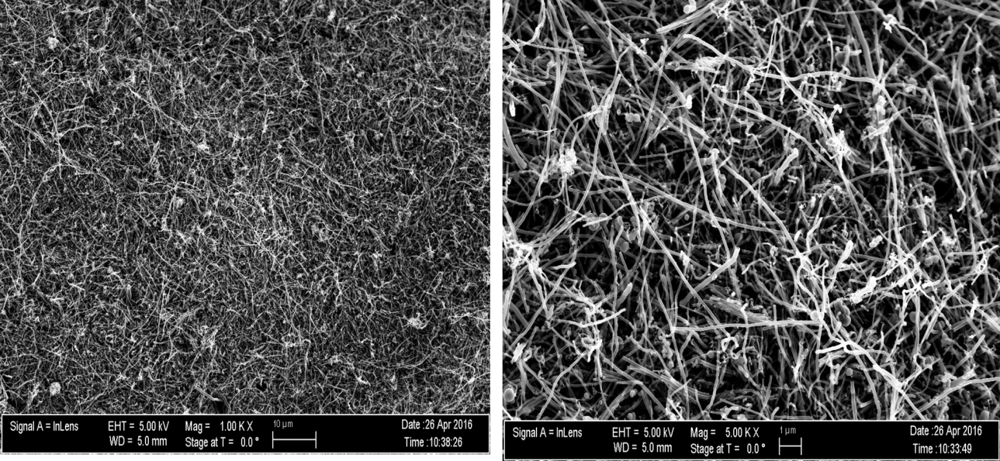 Signal A = InLens EHT = 5.00 kV Mag = 1.00 K X 10 µm Date :26 Apr 2016
WD = 5.0 mm Stage at T = 0.0 ° Time :10:38:26
Signal A = InLens EHT = 5.00 kV Mag = 5.00 K X 1 µm Date :26 Apr 2016
WD = 5.0 mm Stage at T = 0.0 ° Time :10:33:49